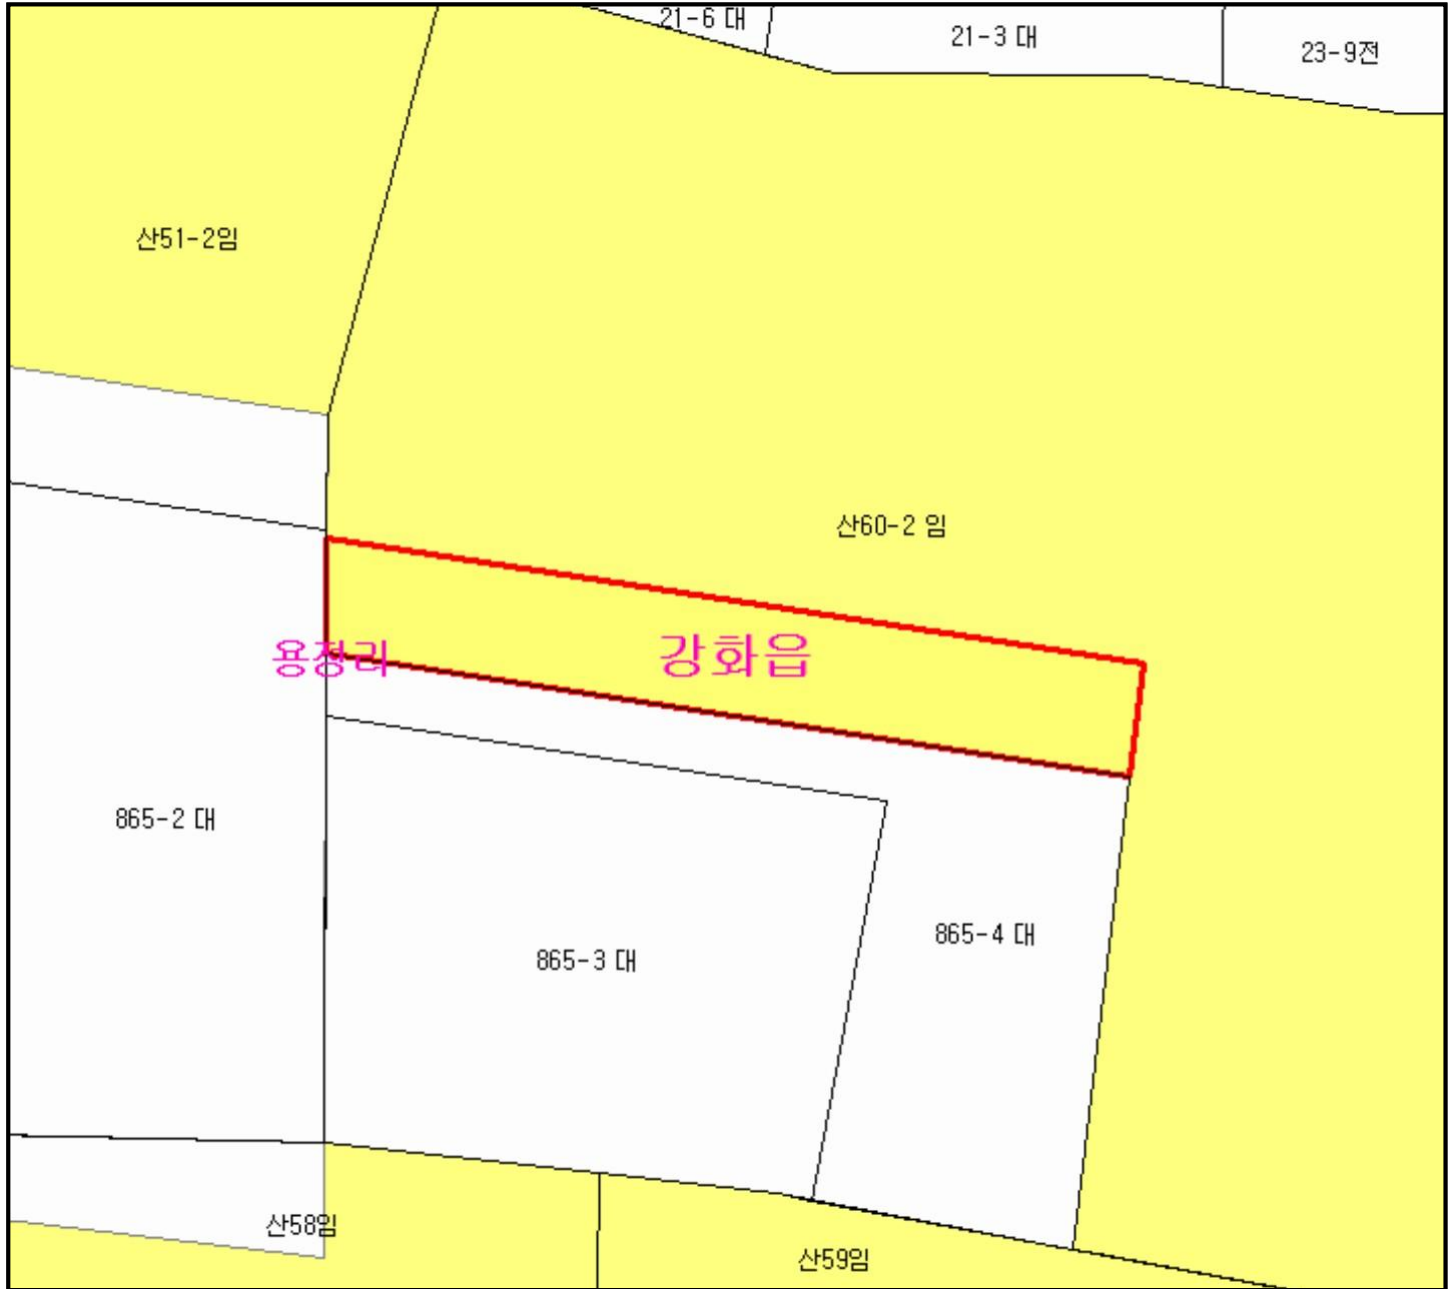 21-6 대
21-3 대
23-9전
산51-2임
산60-2 임
용정리
강화읍
865-2 대
865-4 대
865-3 대
산58임
산59임